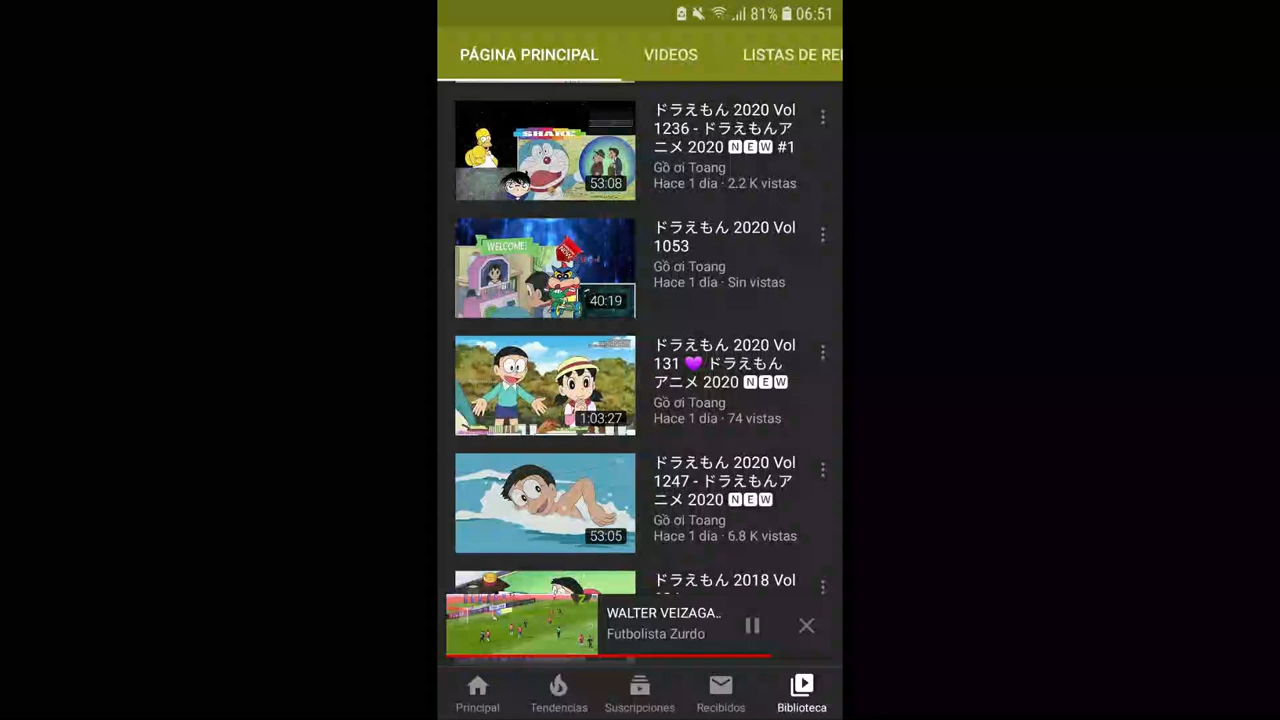 81% 06:51
PÁGINA PRINCIPAL VIDEOS LISTAS DE RE
ドラえもん 2020 Vol
1236 - ドラえもんア
ニメ 2020 🅽🅴🆆 #1
Gồ ơi Toang
Hace 1 día · 2.2 K vistas
SHARE
53:08
ドラえもん 2020 Vol
1053
Gồ ơi Toang
Hace 1 día · Sin vistas
WELCOME!
NOW
40:19
ドラえもん 2020 Vol
131 💜 ドラえもん
アニメ 2020 🅽🅴🆆
Gồ ơi Toang
Hace 1 día · 74 vistas
1:03:27
ドラえもん 2020 Vol
1247 - ドラえもんア
ニメ 2020 🅽🅴🆆
Gồ ơi Toang
Hace 1 día · 6.8 K vistas
53:05
ドラえもん 2018 Vol
WALTER VEIZAGA..
Futbolista Zurdo
Principal Tendencias Suscripciones Recibidos Biblioteca